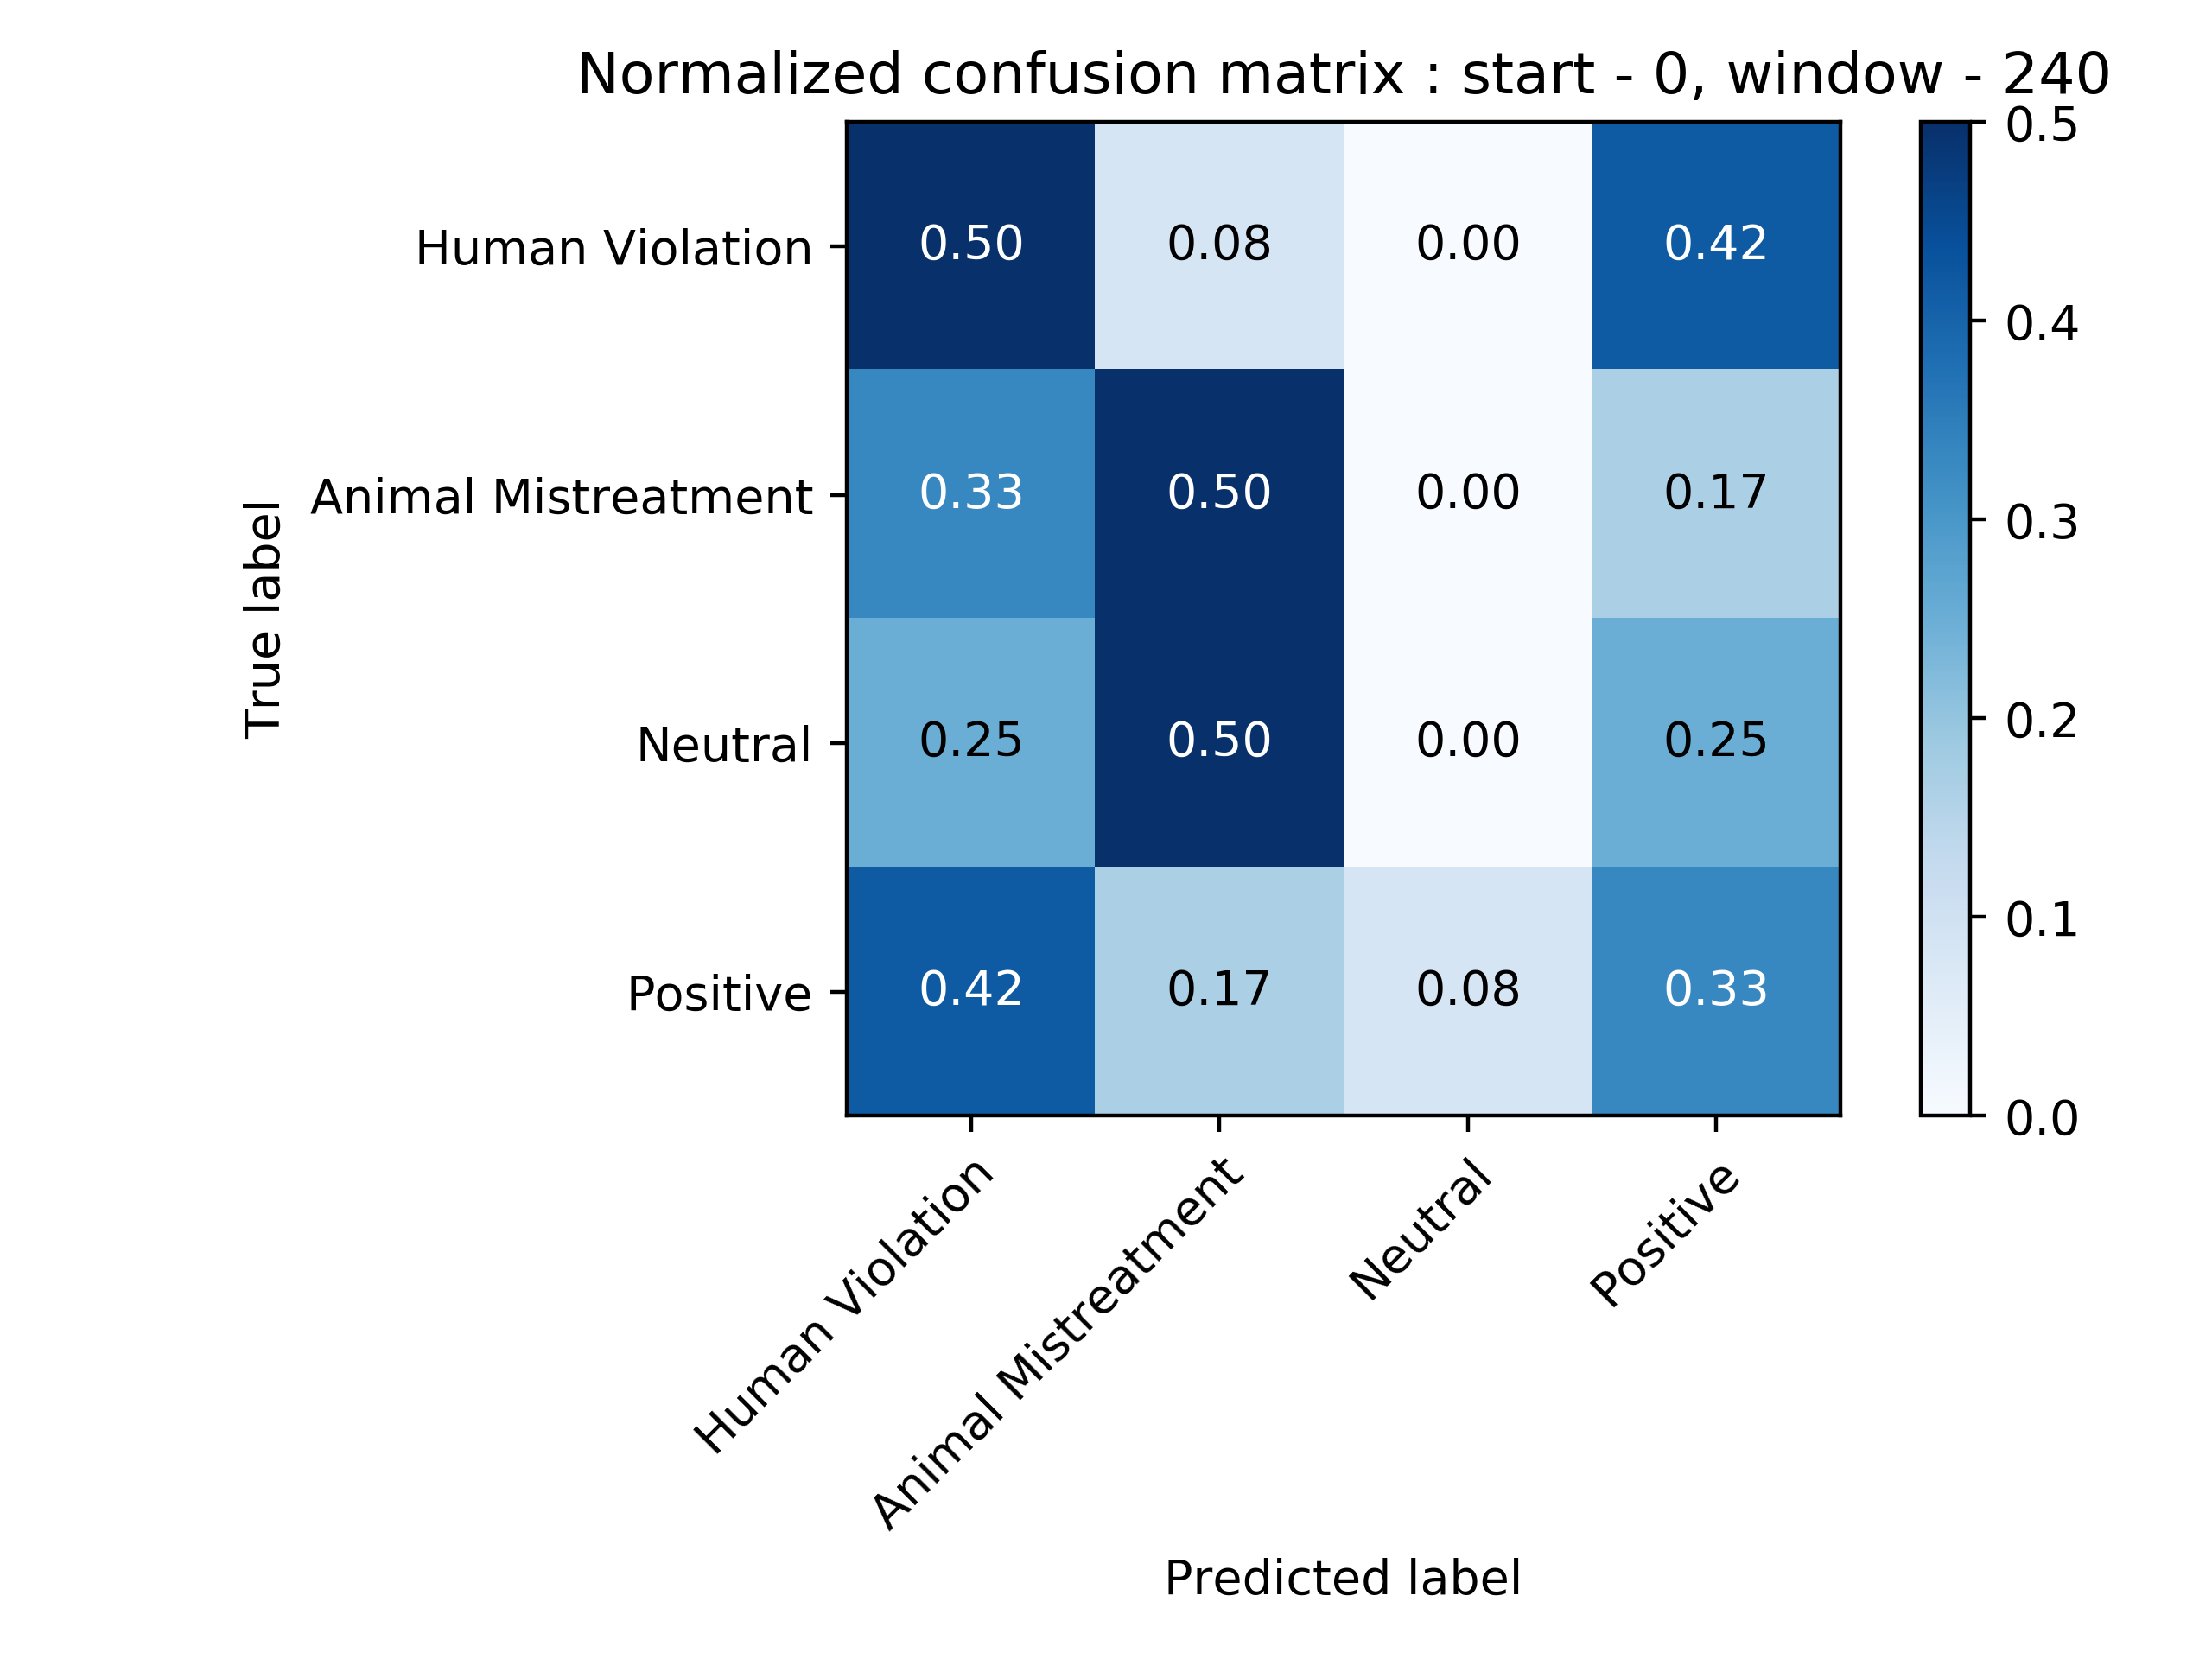 Normalized confusion matrix : start - 0, window - 240
True label
Human Violation
0.50 0.08 0.00 0.42
Animal Mistreatment
0.33 0.50 0.00 0.17
Neutral
0.25 0.50 0.00 0.25
Positive
0.42 0.17 0.08 0.33
Human Violation
Animal Mistreatment
Neutral
Positive
Predicted label
0.5
0.4
0.3
0.2
0.1
0.0